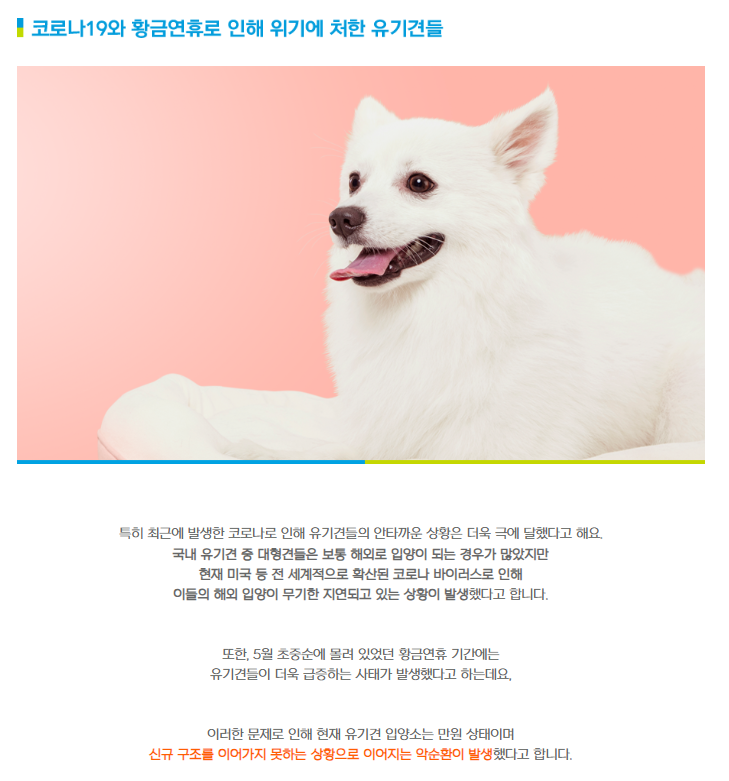 코로나19와 황금연휴로 인해 위기에 처한 유기견들
특히 최근에 발생한 코로나로 인해 유기견들의 안타까운 상황은 더욱 극에 달했다고 해요.
국내 유기견 중 대형견들은 보통 해외로 입양이 되는 경우가 많았지만
현재 미국 등 전 세계적으로 확산된 코로나 바이러스로 인해
이들의 해외 입양이 무기한 지연되고 있는 상황이 발생했다고 합니다.
또한, 5월 초중순에 몰려 있었던 황금연휴 기간에는
유기견들이 더욱 급증하는 사태가 발생했다고 하는데요,
이러한 문제로 인해 현재 유기견 입양소는 만원 상태이며
신규 구조를 이어가지 못하는 상황으로 이어지는 악순환이 발생했다고 합니다.